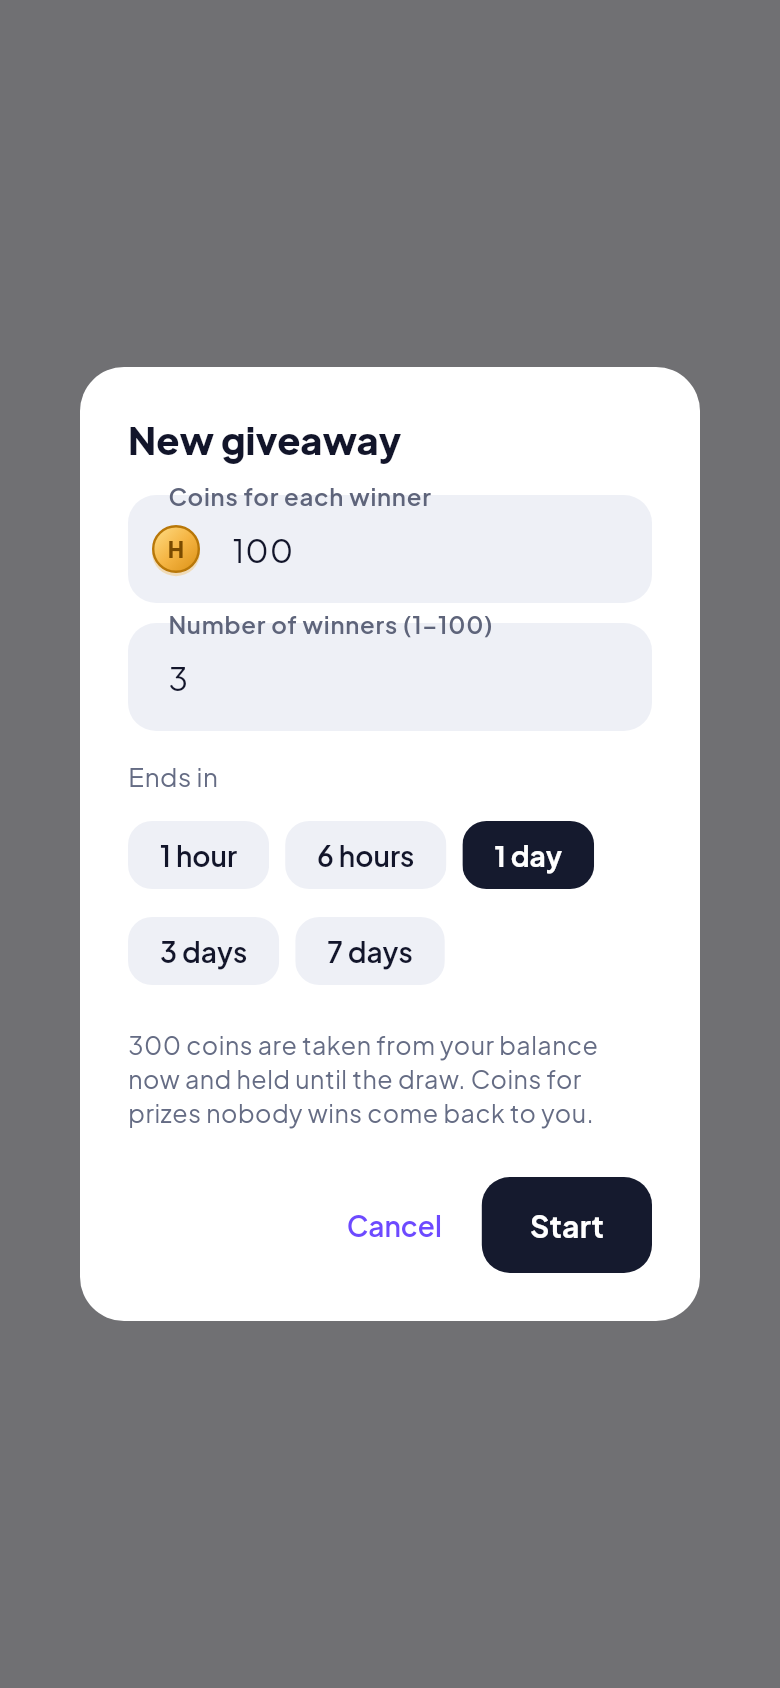 New giveaway
Coins for each winner
H 100
Number of winners (1–100)
3
Ends in
1 hour 6 hours 1 day
3 days 7 days
300 coins are taken from your balance
now and held until the draw. Coins for
prizes nobody wins come back to you.
Cancel Start